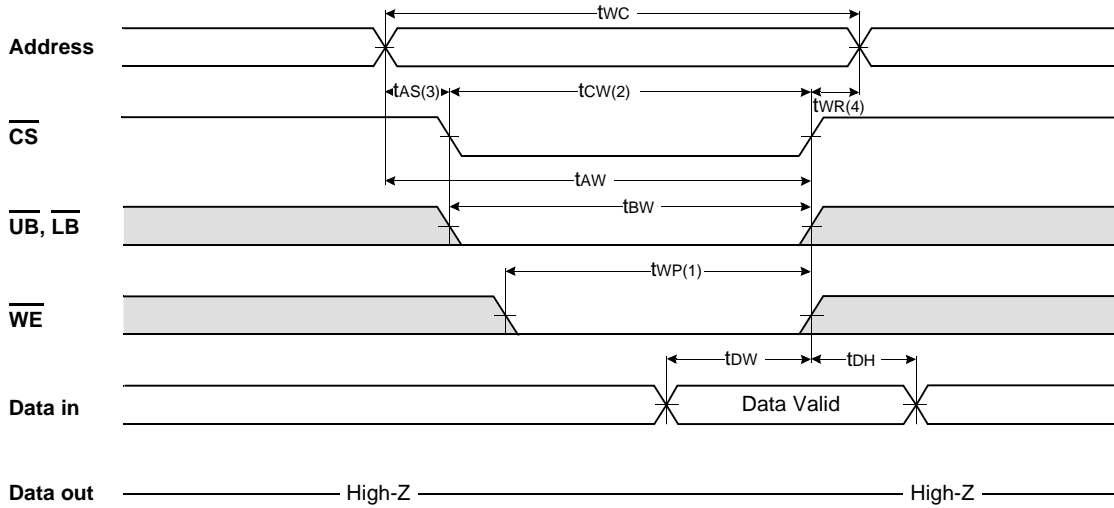 tWC
Address
tAS(3) tCW(2) tWR(4)
CS
tAW
tBW
UB, LB
tWP(1)
WE
tDW tDH
Data in Data Valid
Data out High-Z High-Z